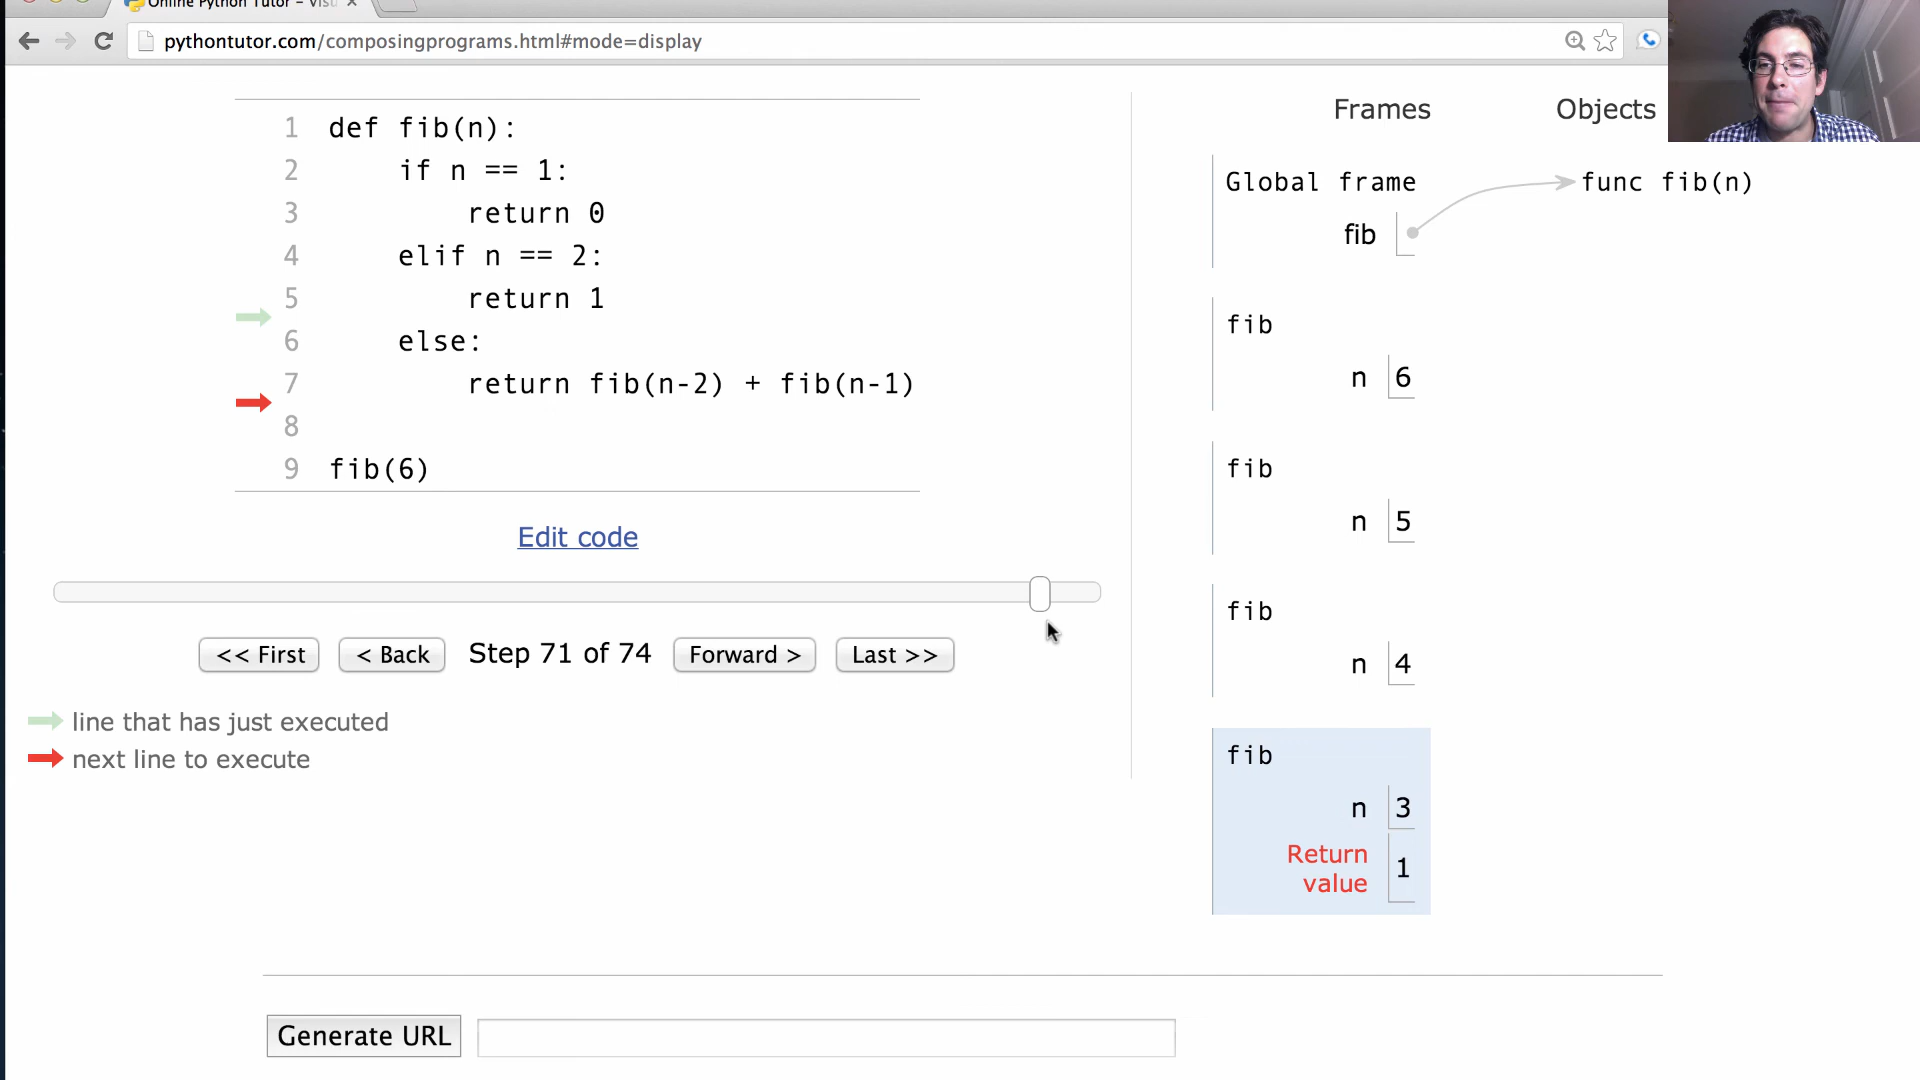 Online Python Tutor – Visu
pythontutor.com/composingprograms.html#mode=display
1 def fib(n):
2 if n == 1:
3 return 0
4 elif n == 2:
5 return 1
6 else:
7 return fib(n-2) + fib(n-1)
8
9 fib(6)
Edit code
<< First < Back Step 71 of 74 Forward > Last >>
line that has just executed
next line to execute
Frames Objects
Global frame func fib(n)
fib
fib
n 6
fib
n 5
fib
n 4
fib
n 3
Return
value 1
Generate URL